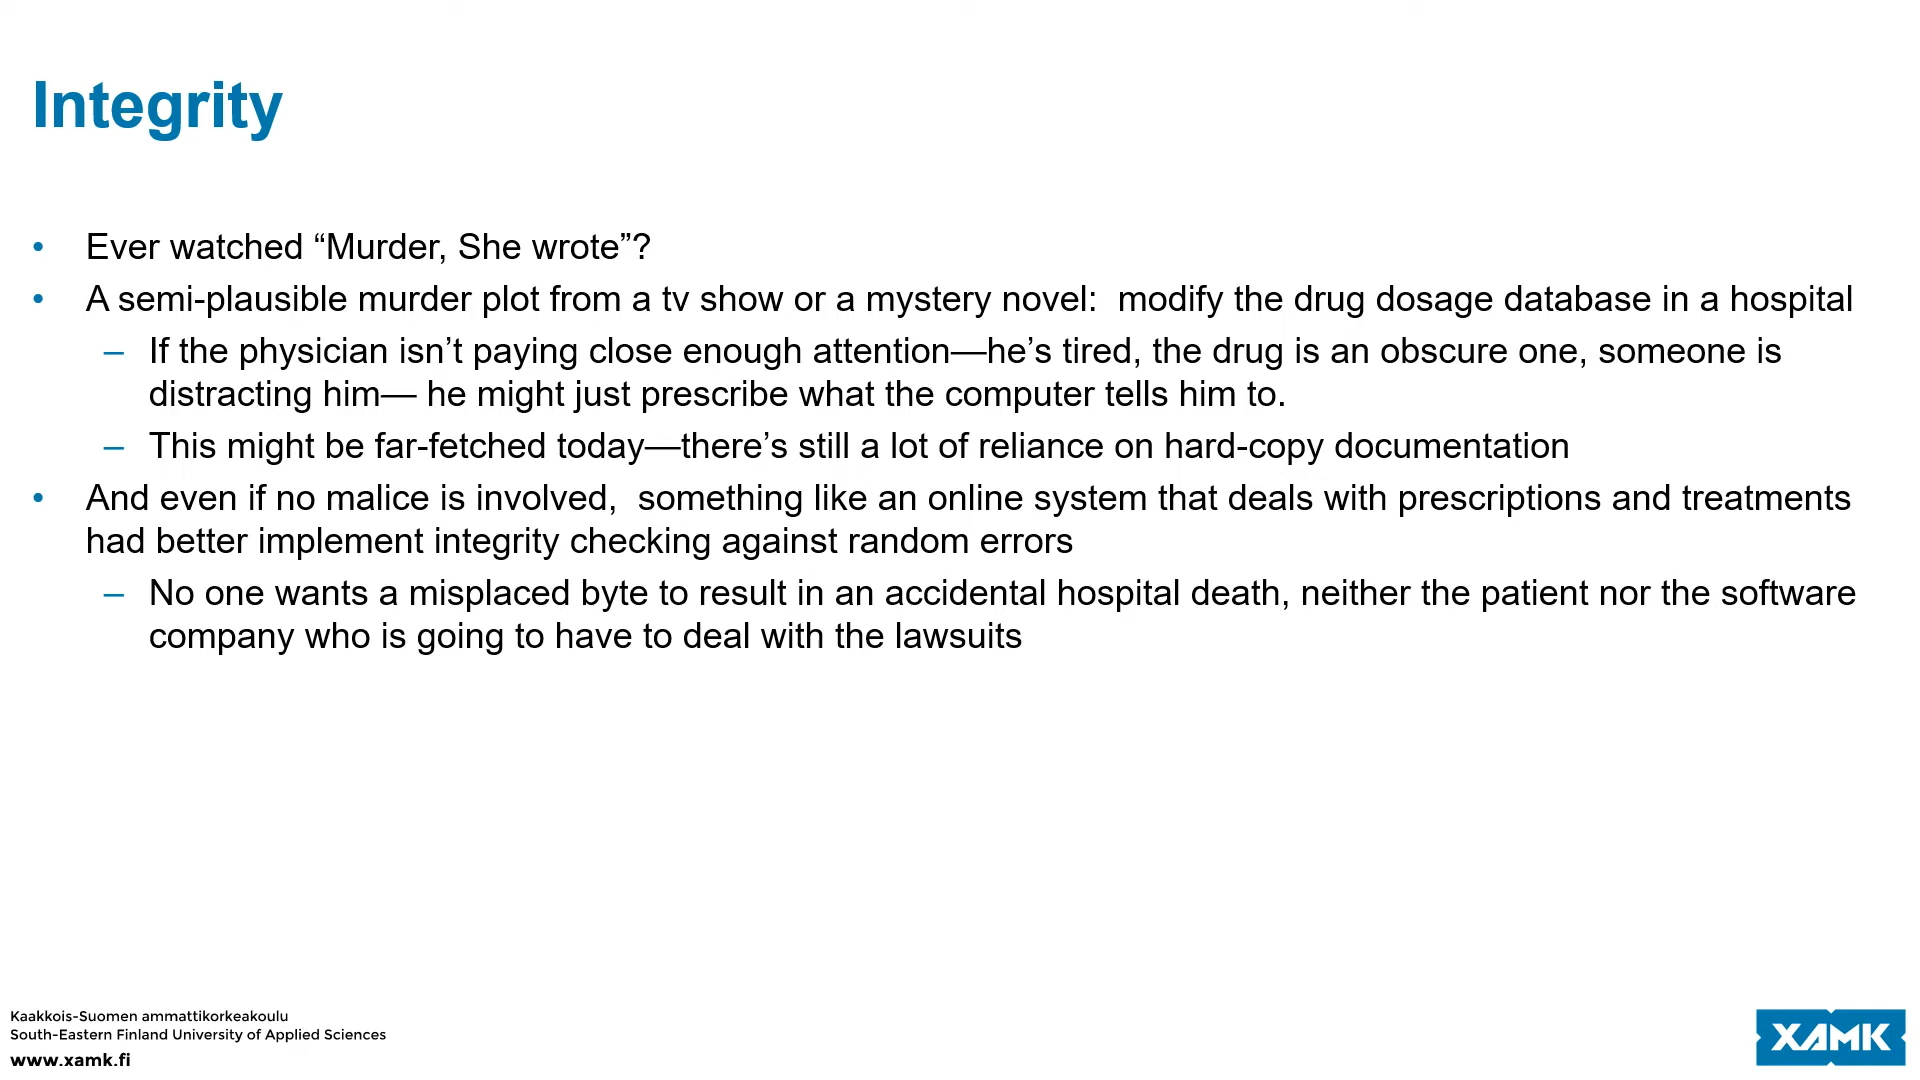 Integrity
• Ever watched “Murder, She wrote”?
• A semi-plausible murder plot from a tv show or a mystery novel:  modify the drug dosage database in a hospital
– If the physician isn’t paying close enough attention—he’s tired, the drug is an obscure one, someone is
distracting him— he might just prescribe what the computer tells him to.
– This might be far-fetched today—there’s still a lot of reliance on hard-copy documentation
• And even if no malice is involved,  something like an online system that deals with prescriptions and treatments
had better implement integrity checking against random errors
– No one wants a misplaced byte to result in an accidental hospital death, neither the patient nor the software
company who is going to have to deal with the lawsuits
Kaakkois-Suomen ammattikorkeakoulu
South-Eastern Finland University of Applied Sciences
www.xamk.fi
XAMK